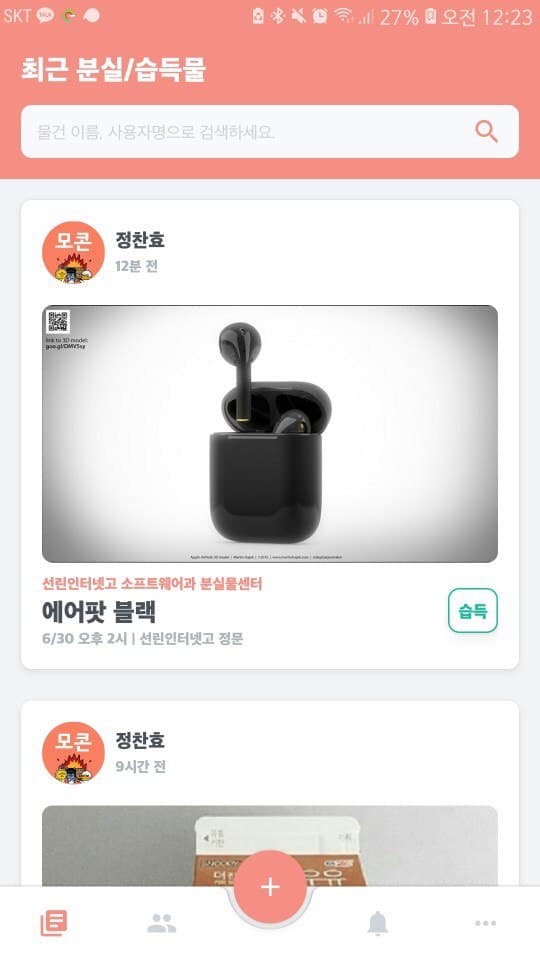 SKT TALK 27% 오전 12:23
최근 분실/습득물
물건 이름, 사용자명으로 검색하세요.
모콘
정찬효
12분 전
link to 3D model:
goo.gl/OMV5sy
선린인터넷고 소프트웨어과 분실물센터
에어팟 블랙
6/30 오후 2시 | 선린인터넷고 정문
습득
모콘
정찬효
9시간 전
우유